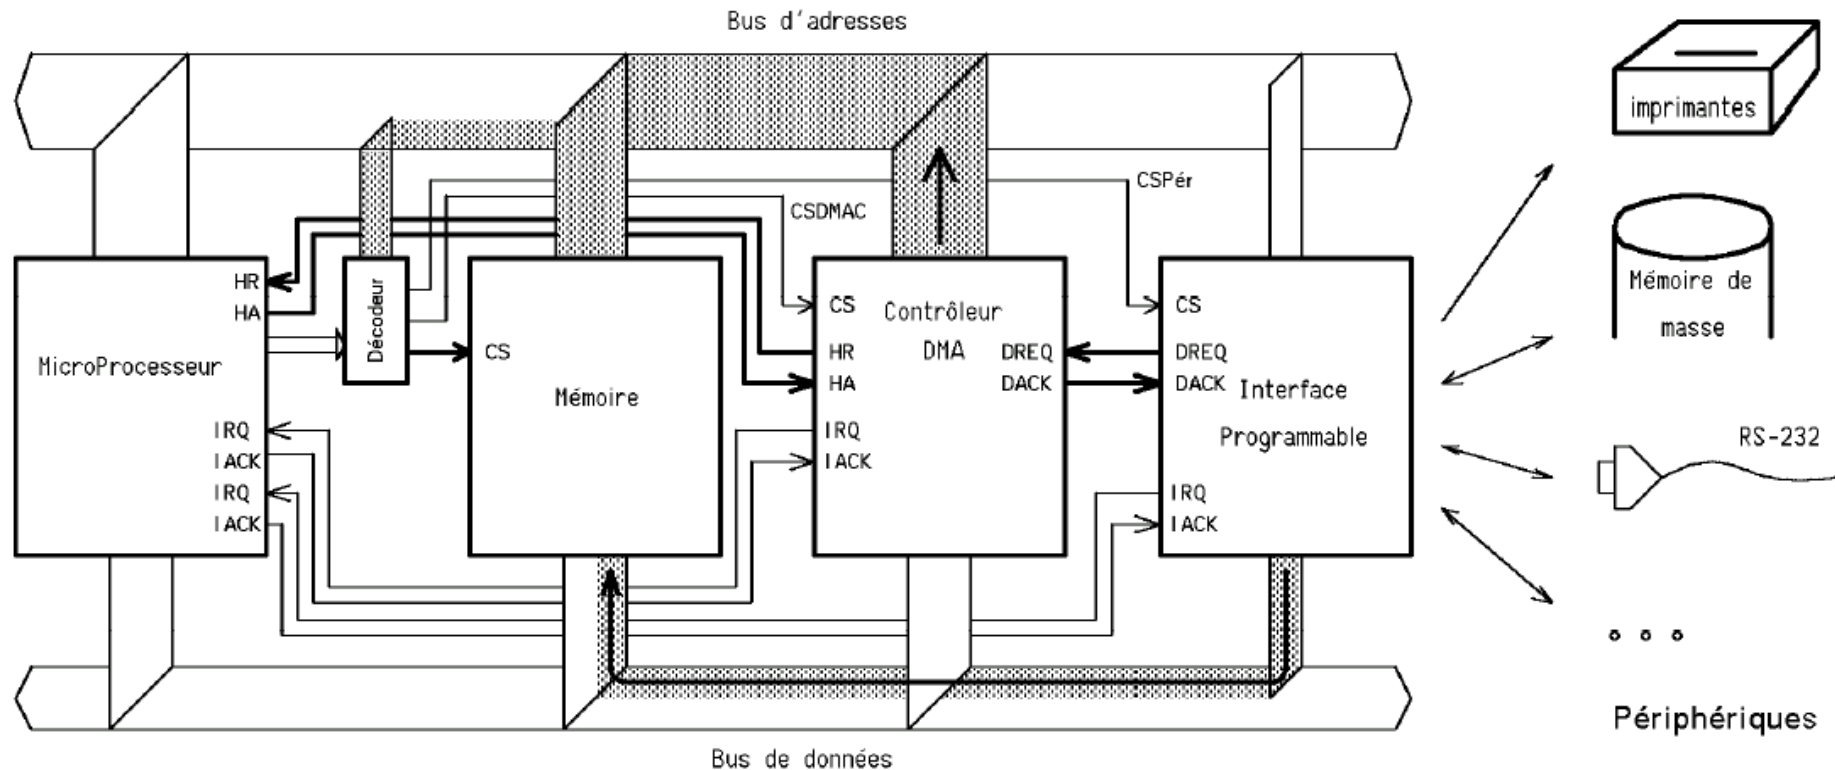 Bus d'adresses
imprimantes
CSPér
CSDMAC
HR
HA
Décodeur
MicroProcesseur
IRQ
IACK
IRQ
IACK
CS
Mémoire
CS
Contrôleur
DMA
HR
HA
DREQ
DACK
IRQ
IACK
CS
DREQ
DACK
Interface
Programmable
IRQ
IACK
Mémoire de
masse
RS-232
Périphériques
Bus de données